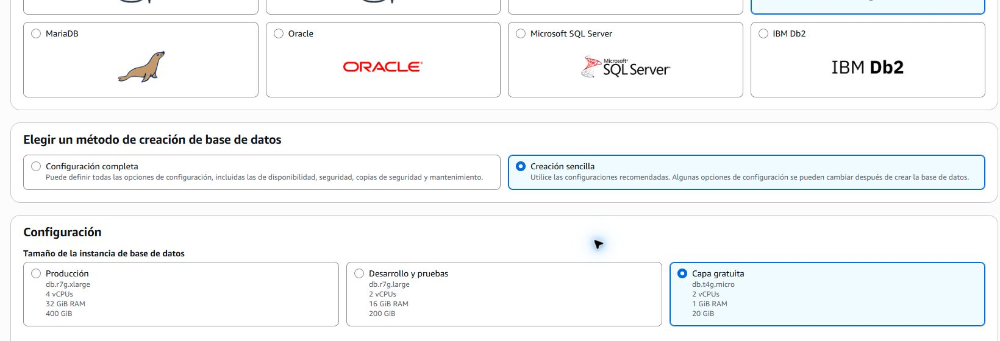 MariaDB
Oracle
Microsoft SQL Server
IBM Db2
ORACLE
Microsoft®
SQL Server
IBM Db2
Elegir un método de creación de base de datos
Configuración completa
Puede definir todas las opciones de configuración, incluidas las de disponibilidad, seguridad, copias de seguridad y mantenimiento.
Creación sencilla
Utilice las configuraciones recomendadas. Algunas opciones de configuración se pueden cambiar después de crear la base de datos.
Configuración
Tamaño de la instancia de base de datos
Producción
db.r7g.xlarge
4 vCPUs
32 GiB RAM
400 GiB
Desarrollo y pruebas
db.r7g.large
2 vCPUs
16 GiB RAM
200 GiB
Capa gratuita
db.t4g.micro
2 vCPUs
1 GiB RAM
20 GiB